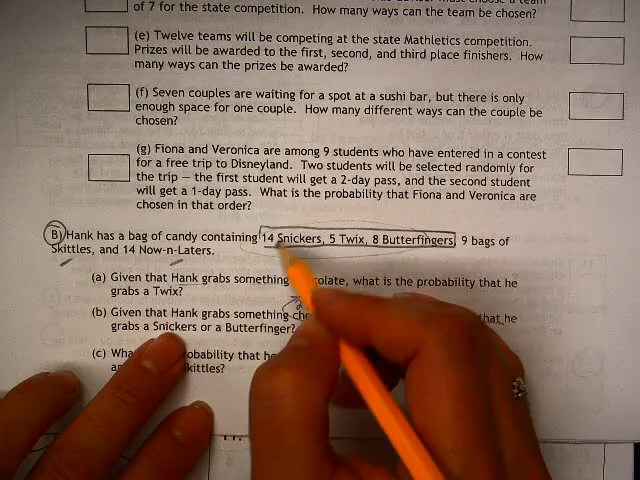 of 7 for the state competition. How many ways can the team be chosen?
(e) Twelve teams will be competing at the state Mathletics competition.
Prizes will be awarded to the first, second, and third place finishers. How
many ways can the prizes be awarded?
(f) Seven couples are waiting for a spot at a sushi bar, but there is only
enough space for one couple. How many different ways can the couple be
chosen?
(g) Fiona and Veronica are among 9 students who have entered in a contest
for a free trip to Disneyland. Two students will be selected randomly for
the trip — the first student will get a 2-day pass, and the second student
will get a 1-day pass. What is the probability that Fiona and Veronica are
chosen in that order?
B) Hank has a bag of candy containing 14 Snickers, 5 Twix, 8 Butterfingers, 9 bags of
Skittles, and 14 Now-n-Laters.
(a) Given that Hank grabs something what is the probability that he
grabs a Twix?
(b) Given that Hank grabs something that he
grabs a Snickers or a Butterfinger?
(c) probability that he
Skittles?